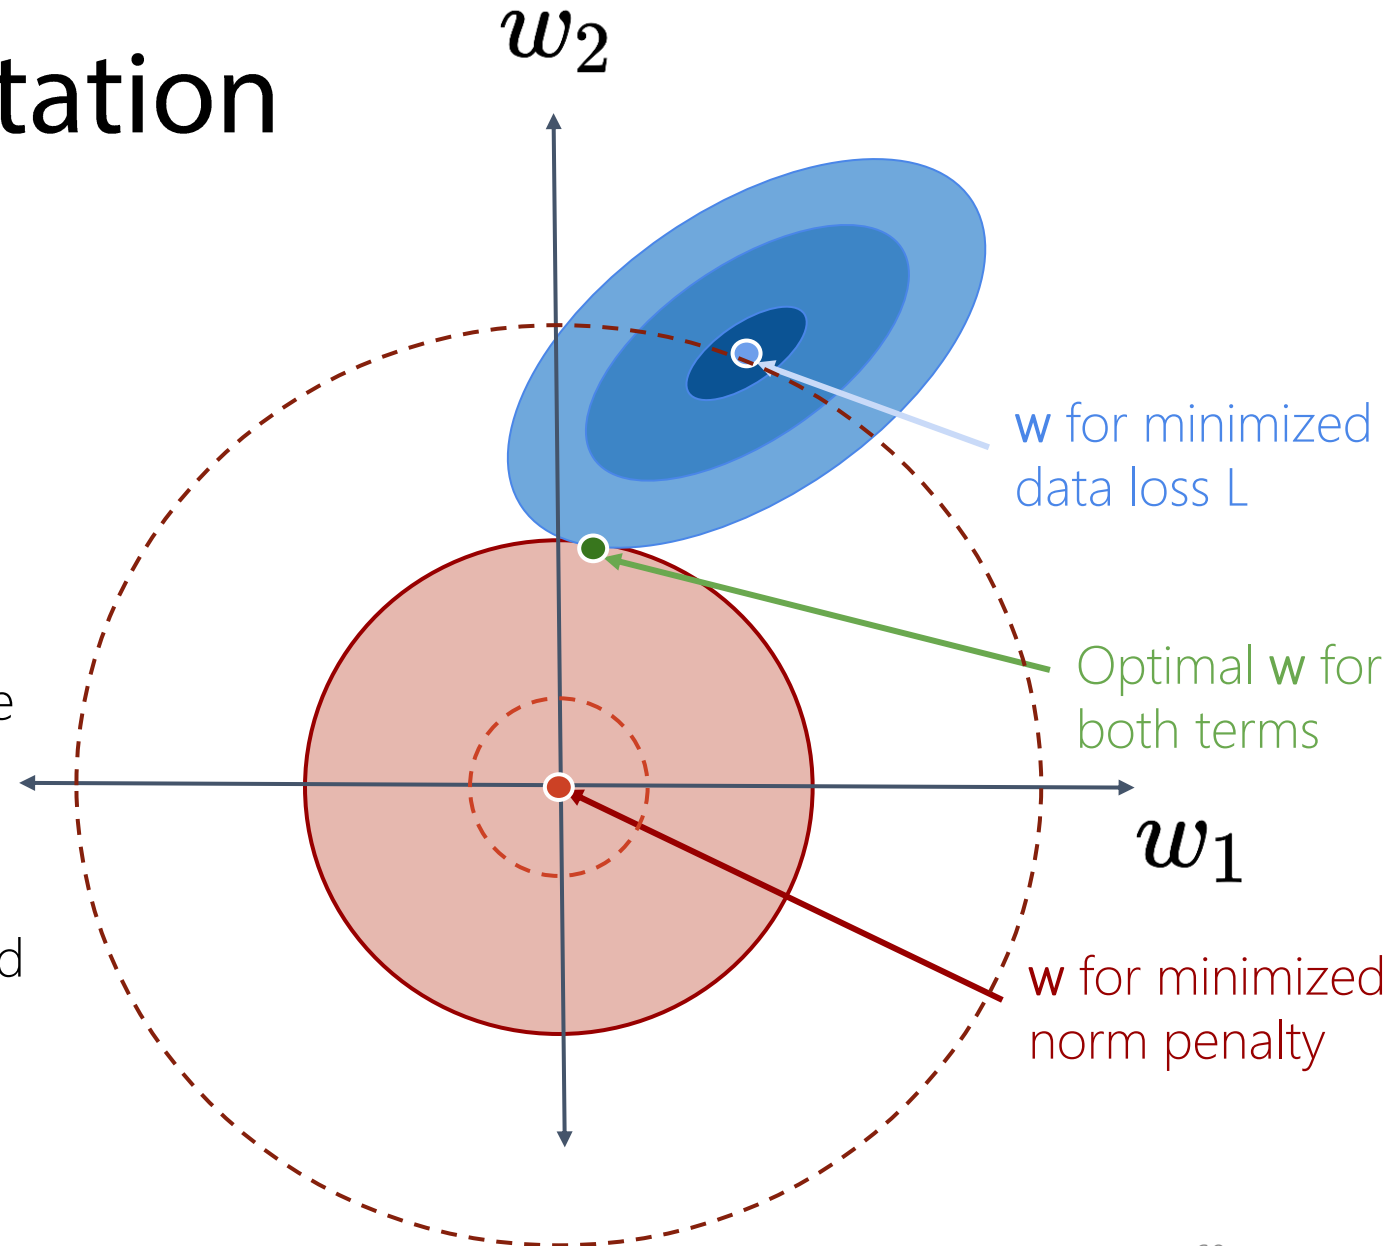 w₂
tation
w for minimized
data loss L
Optimal w for
both terms
e
w₁
d
w for minimized
norm penalty